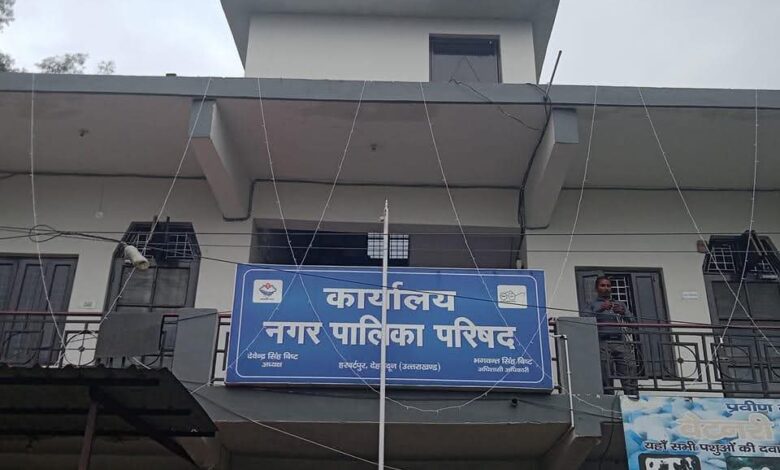 कार्यालय
नगर पालिका परिषद्
देवेन्द्र सिंह बिष्ट
अध्यक्ष
हरबर्टपुर, देहरादून (उत्तराखण्ड)
भगवन्त सिंह बिष्ट
अधिशासी अधिकारी
प्रवीण
यहाँ सभी पशुओं की दवा